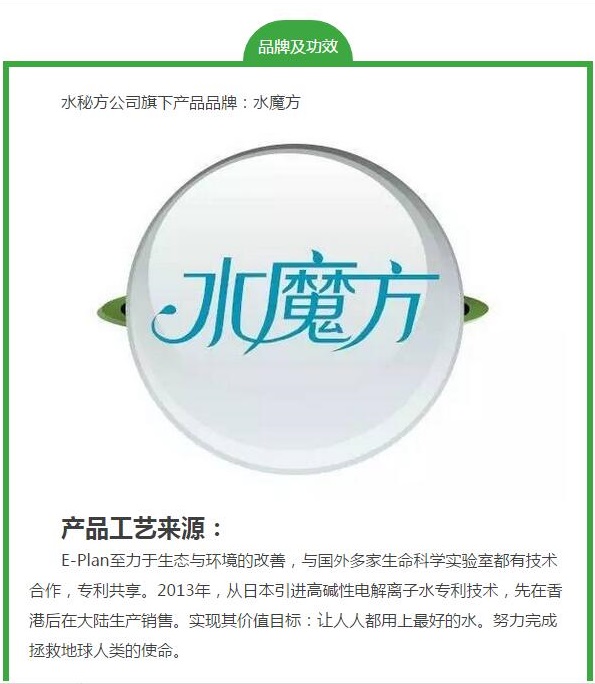 品牌及功效
水秘方公司旗下产品品牌：水魔方
水魔方
产品工艺来源：
E-Plan至力于生态与环境的改善，与国外多家生命科学实验室都有技术
合作，专利共享。2013年，从日本引进高碱性电解离子水专利技术，先在香
港后在大陆生产销售。实现其价值目标：让人人都用上最好的水。努力完成
拯救地球人类的使命。